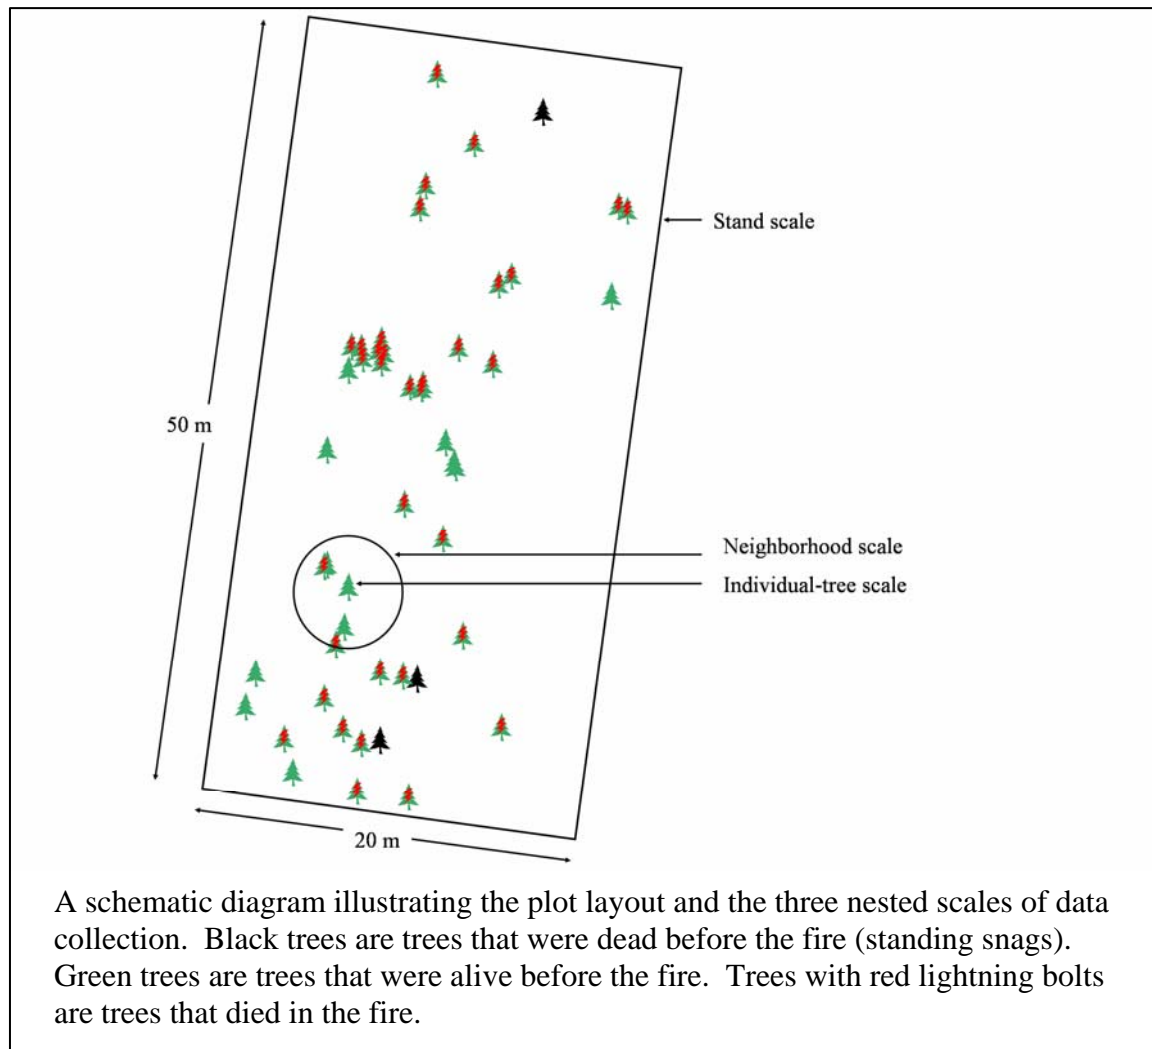 Stand scale
50 m
Neighborhood scale
Individual-tree scale
20 m
A schematic diagram illustrating the plot layout and the three nested scales of data
collection.  Black trees are trees that were dead before the fire (standing snags).
Green trees are trees that were alive before the fire.  Trees with red lightning bolts
are trees that died in the fire.